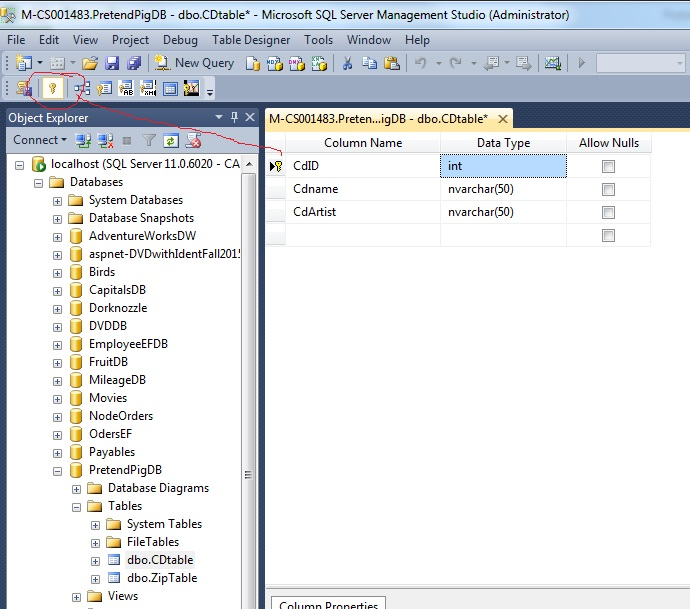 M-CS001483.PretendPigDB - dbo.CDtable* - Microsoft SQL Server Management Studio (Administrator)
File Edit View Project Debug Table Designer Tools Window Help
New Query
Object Explorer
M-CS001483.Preten...igDB - dbo.CDtable*
Connect
Column Name Data Type Allow Nulls
localhost (SQL Server 11.0.6020 - CA
CdID int
Databases
Cdname nvarchar(50)
System Databases
CdArtist nvarchar(50)
Database Snapshots
AdventureWorksDW
aspnet-DVDwithIdentFall2015
Birds
CapitalsDB
Dorknozzle
DVDDB
EmployeeEFDB
FruitDB
MileageDB
Movies
NodeOrders
OdersEF
Payables
PretendPigDB
Database Diagrams
Tables
System Tables
FileTables
dbo.CDtable
dbo.ZipTable
Views
Column Properties